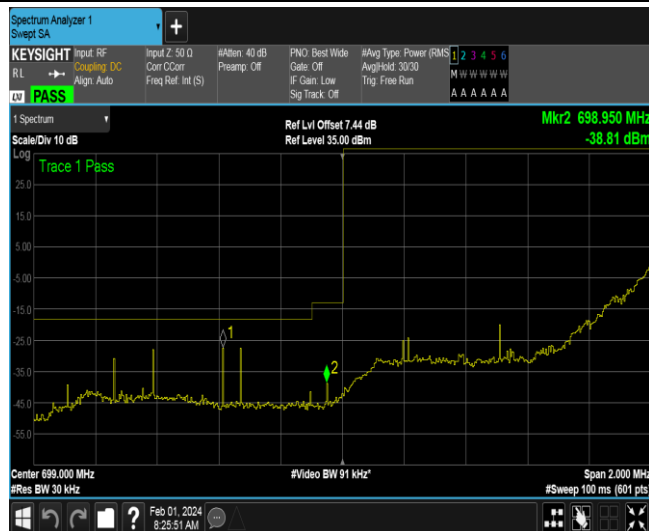 Spectrum Analyzer 1
Swept SA
+
KEYSIGHT
RL
LXI PASS
Input: RF
Coupling: DC
Align: Auto
Input Z: 50 Ω
Corr CCorr
Freq Ref: Int (S)
#Atten: 40 dB
Preamp: Off
PNO: Best Wide
Gate: Off
IF Gain: Low
Sig Track: Off
#Avg Type: Power (RMS
Avg|Hold: 30/30
Trig: Free Run
1 2 3 4 5 6
M W W W W W
A A A A A A
1 Spectrum
Scale/Div 10 dB
Ref Lvl Offset 7.44 dB
Ref Level 35.00 dBm
Mkr2 698.950 MHz
-38.81 dBm
Log
Trace 1 Pass
25.0
15.0
5.00
-5.00
-15.0
-25.0
-35.0
-45.0
-55.0
1
2
Center 699.000 MHz
#Res BW 30 kHz
#Video BW 91 kHz*
Span 2.000 MHz
#Sweep 100 ms (601 pts)
?
Feb 01, 2024
8:25:51 AM